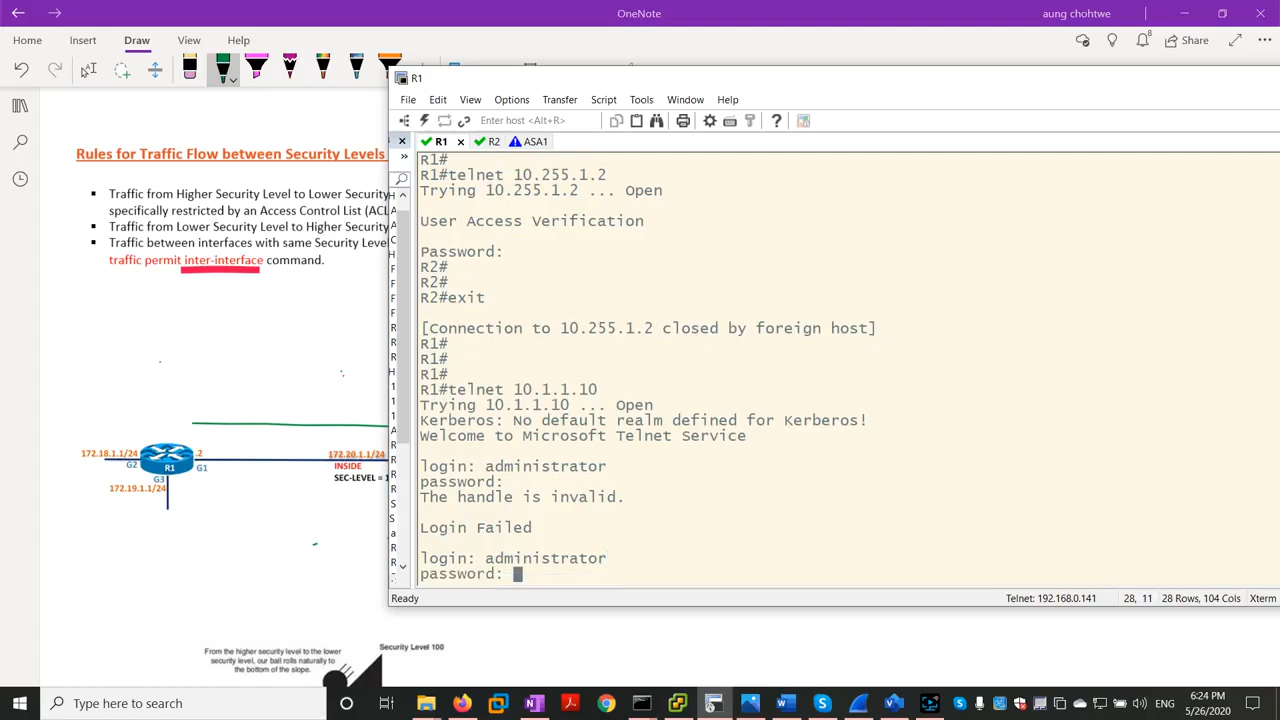 OneNote
aung chohtwe
Home
Insert
Draw
View
Help
Share
R1
File
Edit
View
Options
Transfer
Script
Tools
Window
Help
Enter host <Alt+R>
R1
R2
ASA1
Rules for Traffic Flow between Security Levels
Traffic from Higher Security Level to Lower Security
specifically restricted by an Access Control List (ACL
Traffic from Lower Security Level to High Security
Traffic between interfaces with same Security Leve
traffic permit inter-interface command.
172.18.1.1/24
G2
R1
.2
G1
G3
172.19.1.1/24
172.20.1.1/24
INSIDE
SEC-LEVEL = 1
R1#
R1#telnet 10.255.1.2
Trying 10.255.1.2 ... Open
User Access Verification
Password:
R2#
R2#
R2#exit
[Connection to 10.255.1.2 closed by foreign host]
R1#
R1#
R1#
R1#telnet 10.1.1.10
Trying 10.1.1.10 ... Open
Kerberos: No default realm defined for Kerberos!
Welcome to Microsoft Telnet Service
login: administrator
password:
The handle is invalid.
Login Failed
login: administrator
password:
Ready
Telnet: 192.168.0.141
28, 11
28 Rows, 104 Cols
Xterm
From the higher security level to the lower
security level, our ball rolls naturally to
the bottom of the slope.
Security Level 100
Type here to search
ENG
6:24 PM
5/26/2020